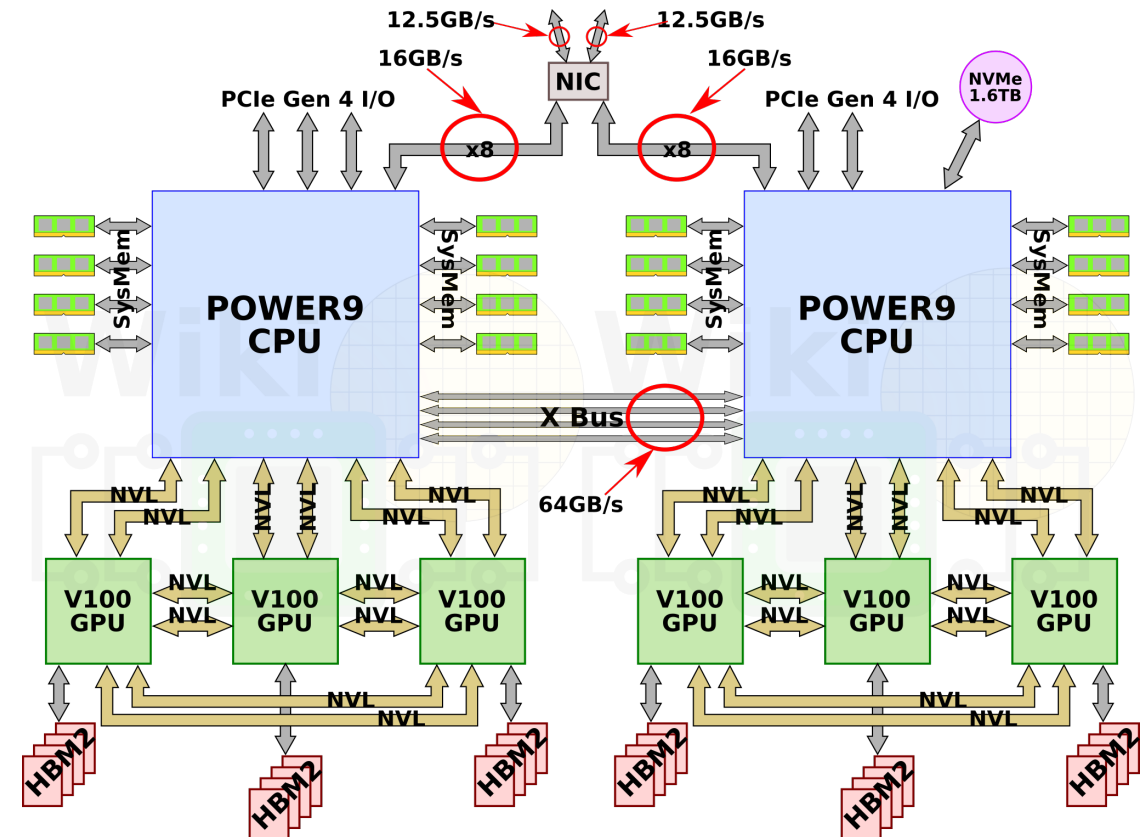 12.5GB/s
12.5GB/s
16GB/s
16GB/s
NIC
NVMe
1.6TB
PCIe Gen 4 I/O
PCIe Gen 4 I/O
x8
x8
SysMem
SysMem
SysMem
SysMem
POWER9
CPU
POWER9
CPU
Wiki
Wiki
X Bus
64GB/s
NVL
NVL
NVL
NVL
NVL
NVL
NVL
NVL
NVL
NVL
NVL
NVL
V100
GPU
NVL
NVL
V100
GPU
NVL
NVL
V100
GPU
V100
GPU
NVL
NVL
V100
GPU
NVL
NVL
V100
GPU
NVL
NVL
NVL
NVL
HBM2
HBM2
HBM2
HBM2
HBM2
HBM2